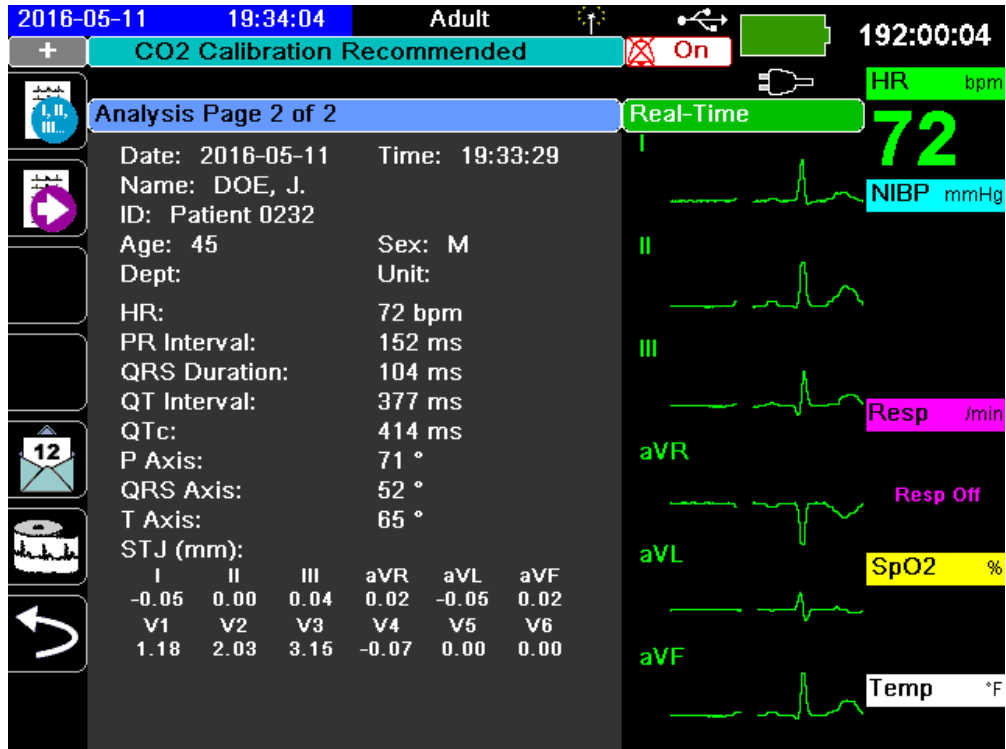 2016-05-11 19:34:04 Adult
192:00:04
+ CO2 Calibration Recommended On
HR bpm
72
I, II, III...
Analysis Page 2 of 2
Date: 2016-05-11 Time: 19:33:29
Name: DOE, J.
ID: Patient 0232
Age: 45 Sex: M
Dept: Unit:
HR: 72 bpm
PR Interval: 152 ms
QRS Duration: 104 ms
QT Interval: 377 ms
QTc: 414 ms
P Axis: 71 °
QRS Axis: 52 °
T Axis: 65 °
STJ (mm):
I II III aVR aVL aVF
-0.05 0.00 0.04 0.02 -0.05 0.02
V1 V2 V3 V4 V5 V6
1.18 2.03 3.15 -0.07 0.00 0.00
12
Real-Time
I
II
III
aVR
aVL
aVF
NIBP mmHg
Resp /min
Resp Off
SpO2 %
Temp °F